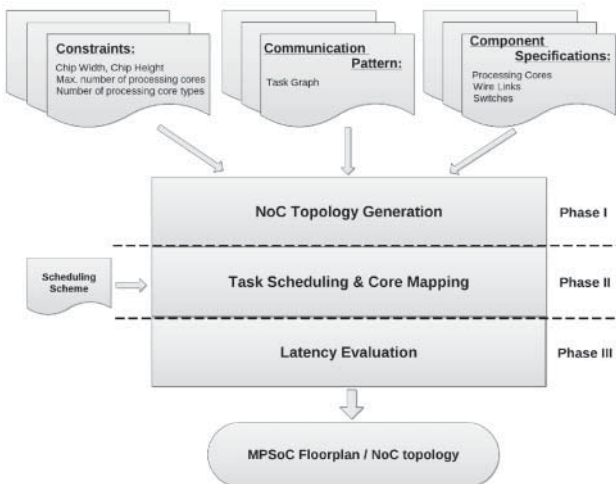 Constraints:
Chip Width, Chip Height
Max. number of processing cores
Number of processing core types
Communication
Pattern:
Task Graph
Component
Specifications:
Processing Cores
Wire Links
Switches
NoC Topology Generation
Phase I
Scheduling
Scheme
Task Scheduling & Core Mapping
Phase II
Latency Evaluation
Phase III
MPSoC Floorplan / NoC topology